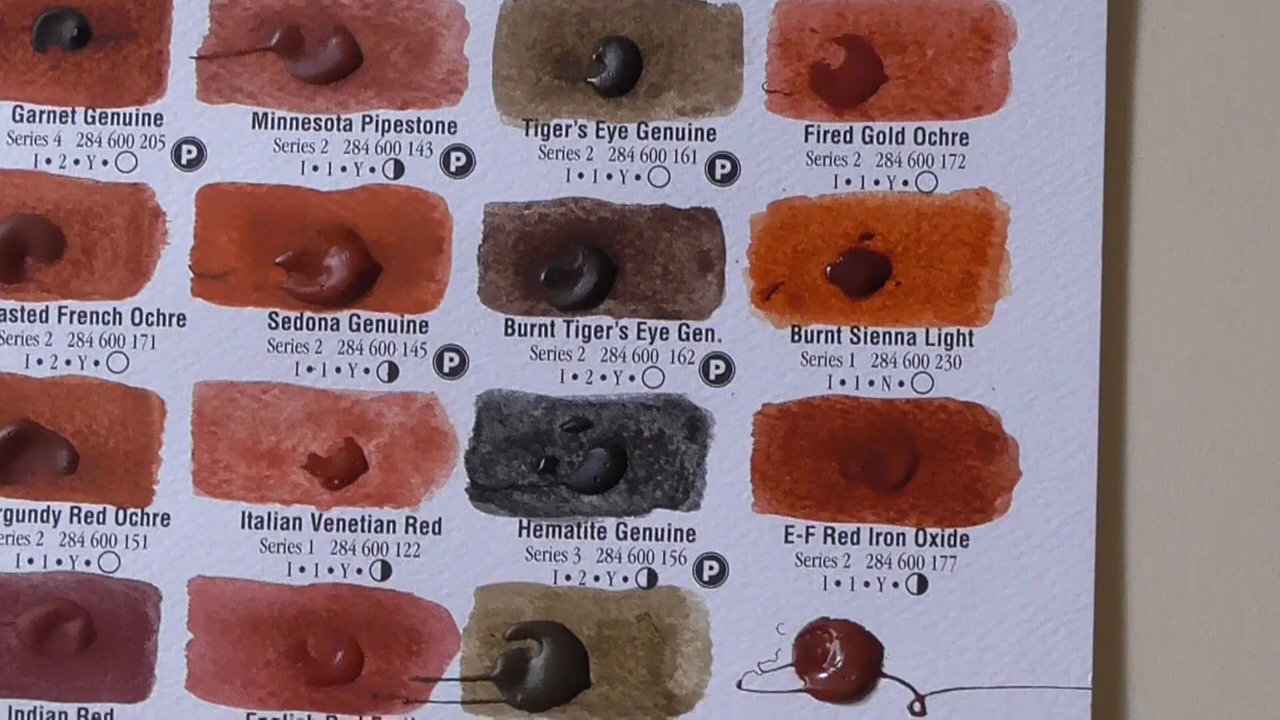 Garnet Genuine
Series 4 284 600 205
I • 2 • Y •
P
Minnesota Pipestone
Series 2 284 600 143
I • 1 • Y •
P
Tiger's Eye Genuine
Series 2 284 600 161
I • 1 • Y •
P
Fired Gold Ochre
Series 2 284 600 172
I • 1 • Y •
asted French Ochre
Series 2 284 600 171
I • 2 • Y •
Sedona Genuine
Series 2 284 600 145
I • 1 • Y •
P
Burnt Tiger's Eye Gen.
Series 2 284 600 162
I • 2 • Y •
P
Burnt Sienna Light
Series 1 284 600 230
I • 1 • N •
rgundy Red Ochre
eries 2 284 600 151
I • 1 • Y •
Italian Venetian Red
Series 1 284 600 122
I • 1 • Y •
Hematite Genuine
Series 3 284 600 156
I • 2 • Y •
P
E-F Red Iron Oxide
Series 2 284 600 177
I • 1 • Y •
Indian Red
English Red